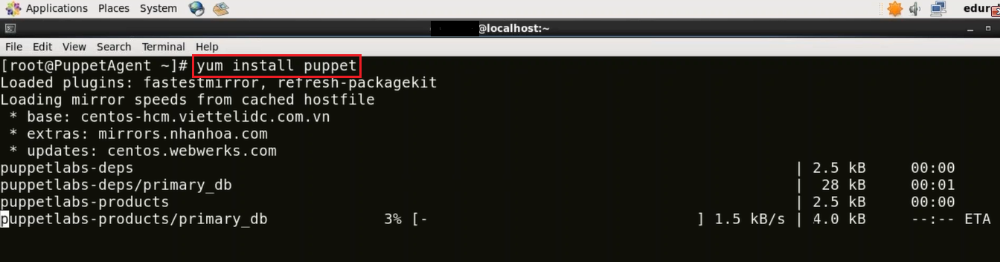 Applications Places System edur
@localhost:~
File Edit View Search Terminal Help
[root@PuppetAgent ~]# yum install puppet
Loaded plugins: fastestmirror, refresh-packagekit
Loading mirror speeds from cached hostfile
* base: centos-hcm.viettelidc.com.vn
* extras: mirrors.nhanhoa.com
* updates: centos.webwerks.com
puppetlabs-deps | 2.5 kB 00:00
puppetlabs-deps/primary_db | 28 kB 00:01
puppetlabs-products | 2.5 kB 00:00
puppetlabs-products/primary_db 3% [- ] 1.5 kB/s | 4.0 kB --:-- ETA